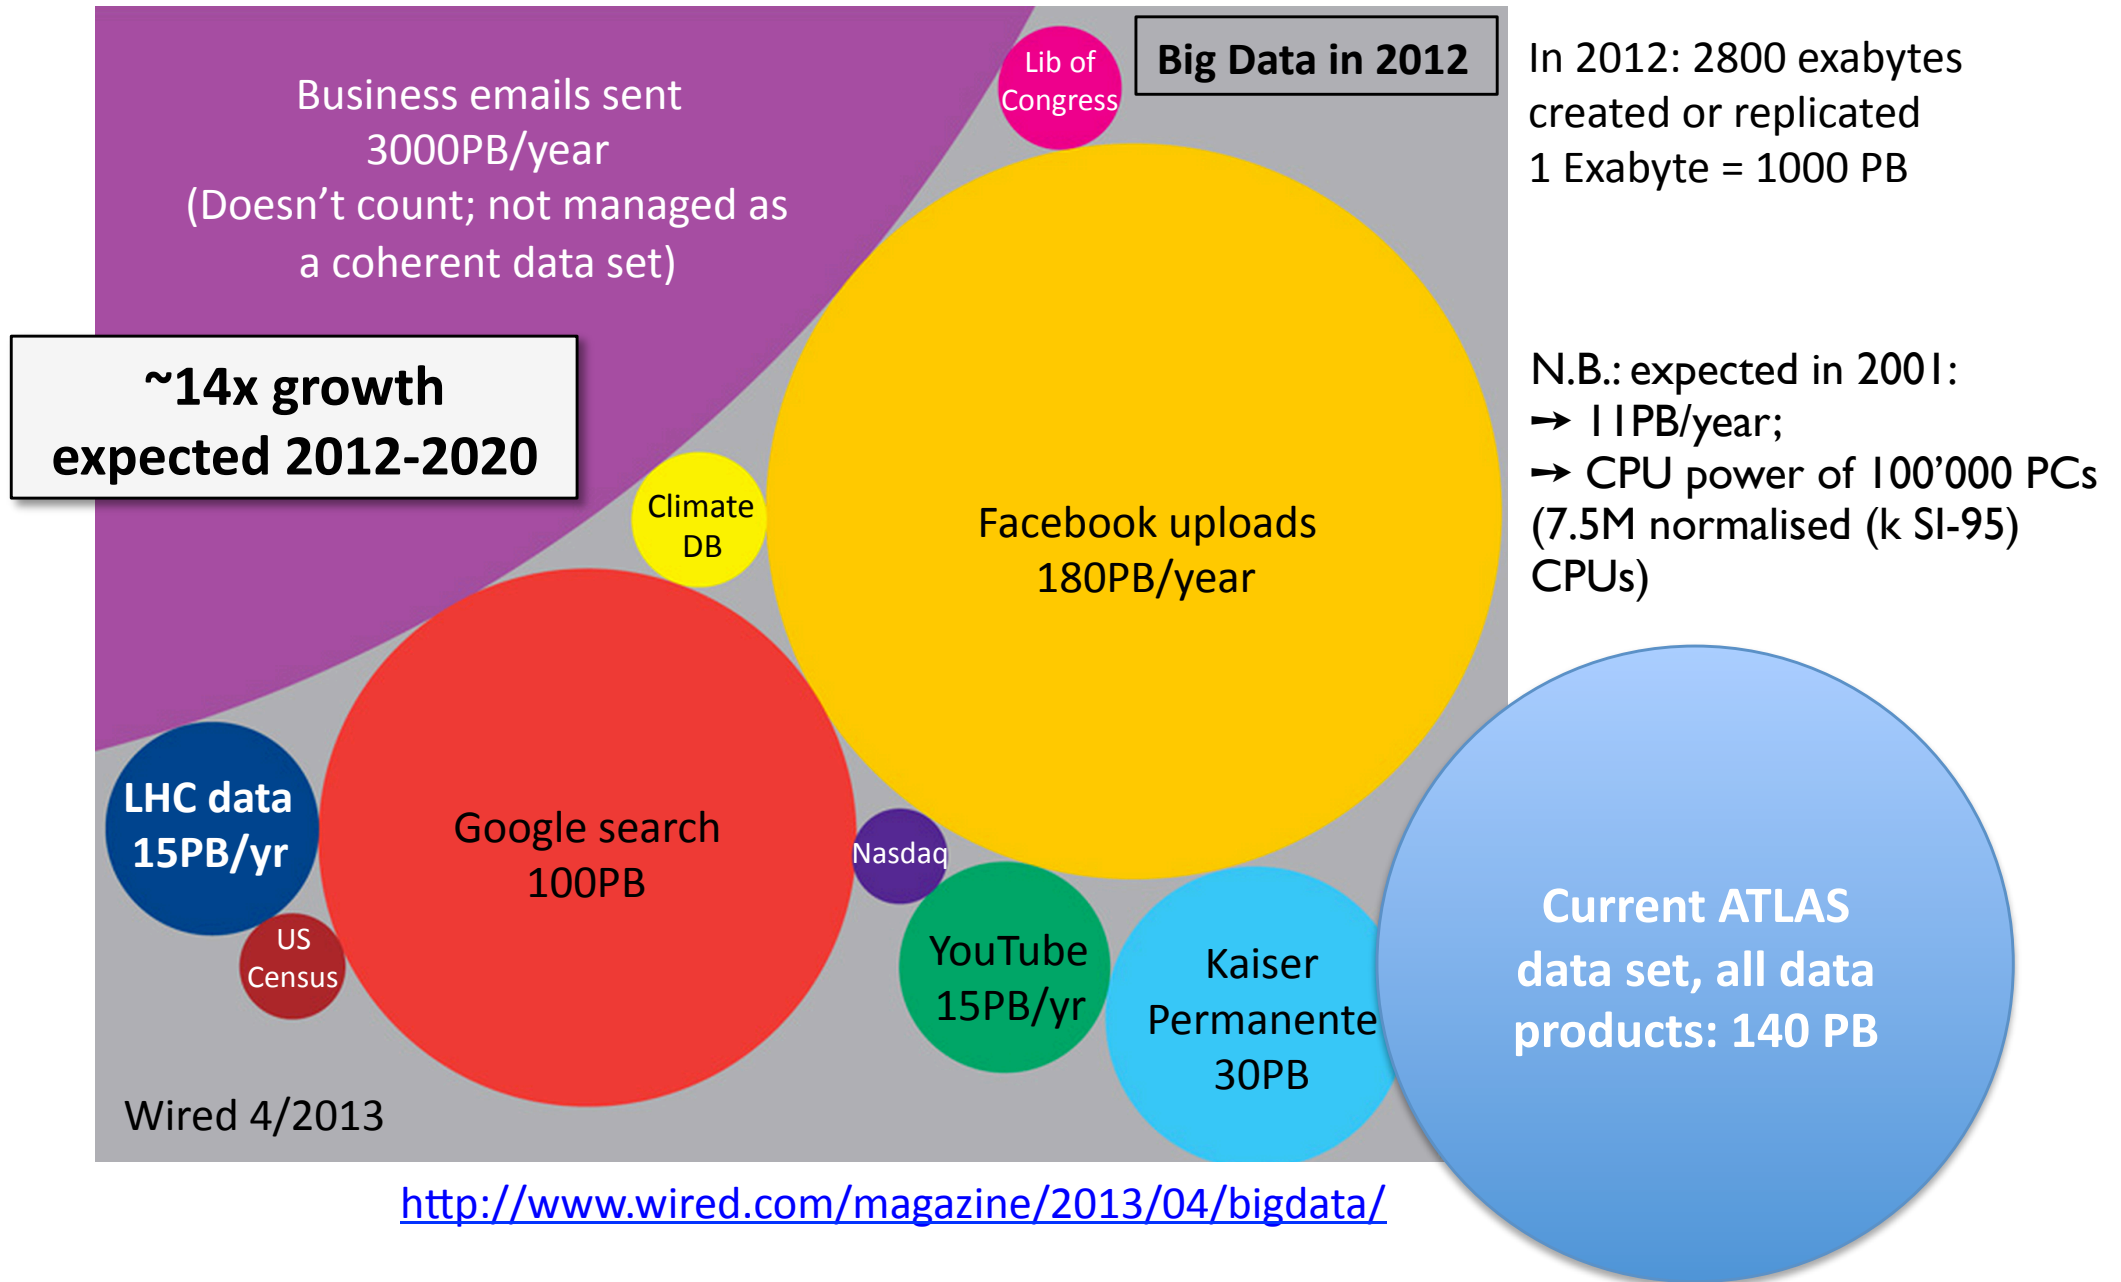 Big Data in 2012
Business emails sent
3000PB/year
(Doesn't count; not managed as
a coherent data set)
Lib of
Congress
In 2012: 2800 exabytes
created or replicated
1 Exabyte = 1000 PB
~14x growth
expected 2012-2020
N.B.: expected in 2001:
→ 11PB/year;
→ CPU power of 100'000 PCs
(7.5M normalised (k SI-95)
CPUs)
Climate
DB
Facebook uploads
180PB/year
LHC data
15PB/yr
Google search
100PB
Nasdaq
US
Census
YouTube
15PB/yr
Kaiser
Permanente
30PB
Current ATLAS
data set, all data
products: 140 PB
Wired 4/2013
http://www.wired.com/magazine/2013/04/bigdata/